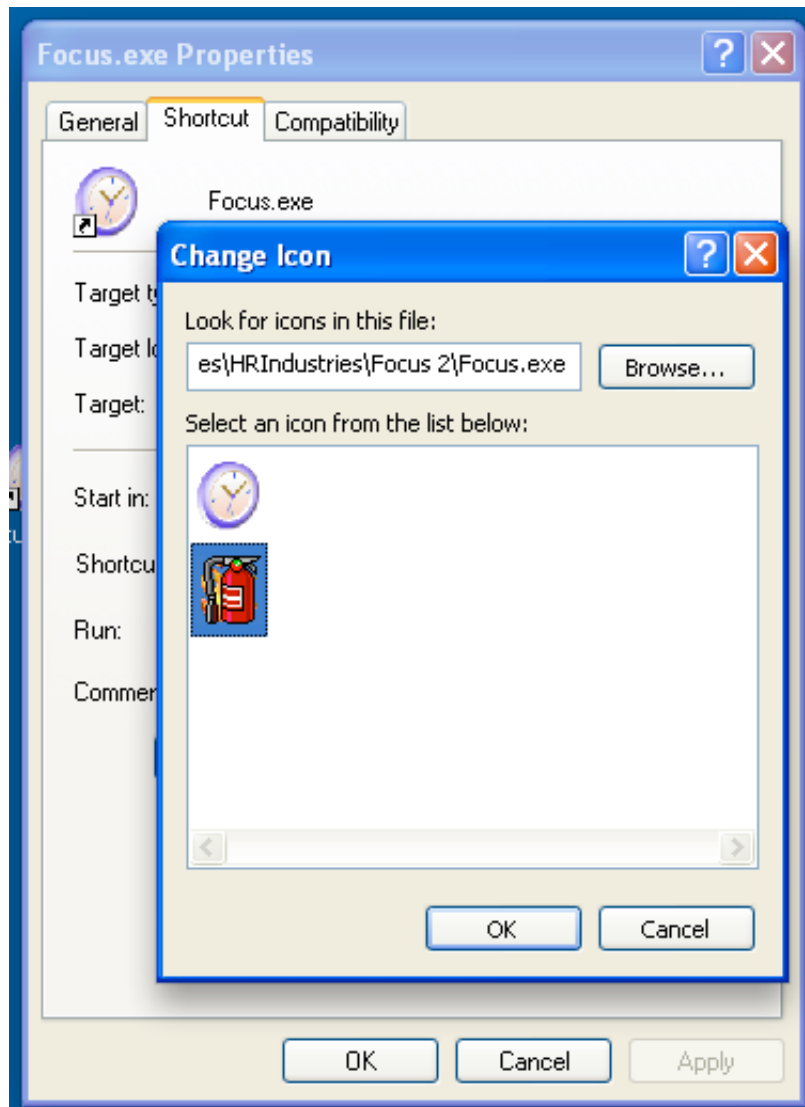 Focus.exe Properties
General Shortcut Compatibility
Focus.exe
Change Icon
Target
Look for icons in this file:
Target
es\HRIndustries\Focus 2\Focus.exe Browse...
Target:
Select an icon from the list below:
Start in:
Shortcu
Run:
Commer
OK Cancel
OK Cancel Apply